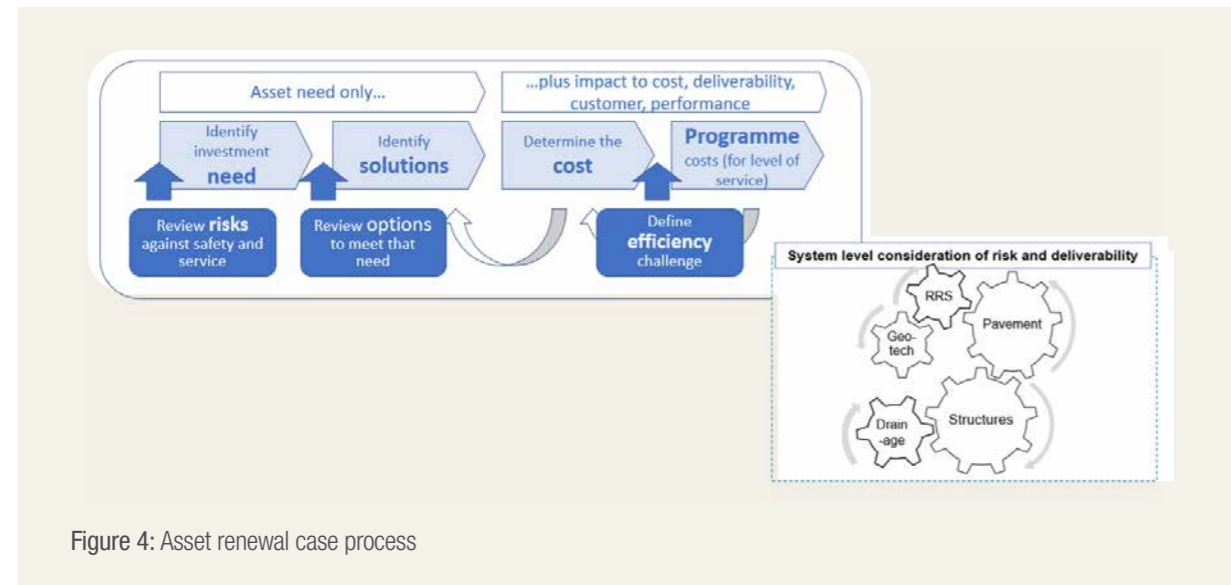 Asset need only...
...plus impact to cost, deliverability,
customer, performance
Identify
investment
need
Identify
solutions
Determine the
cost
Programme
costs (for level of
service)
Review risks
against safety and
service
Review options
to meet that
need
Define
efficiency
challenge
System level consideration of risk and deliverability
RRS
Pavement
Geo-
tech
Drain
-age
Structures
Figure 4: Asset renewal case process